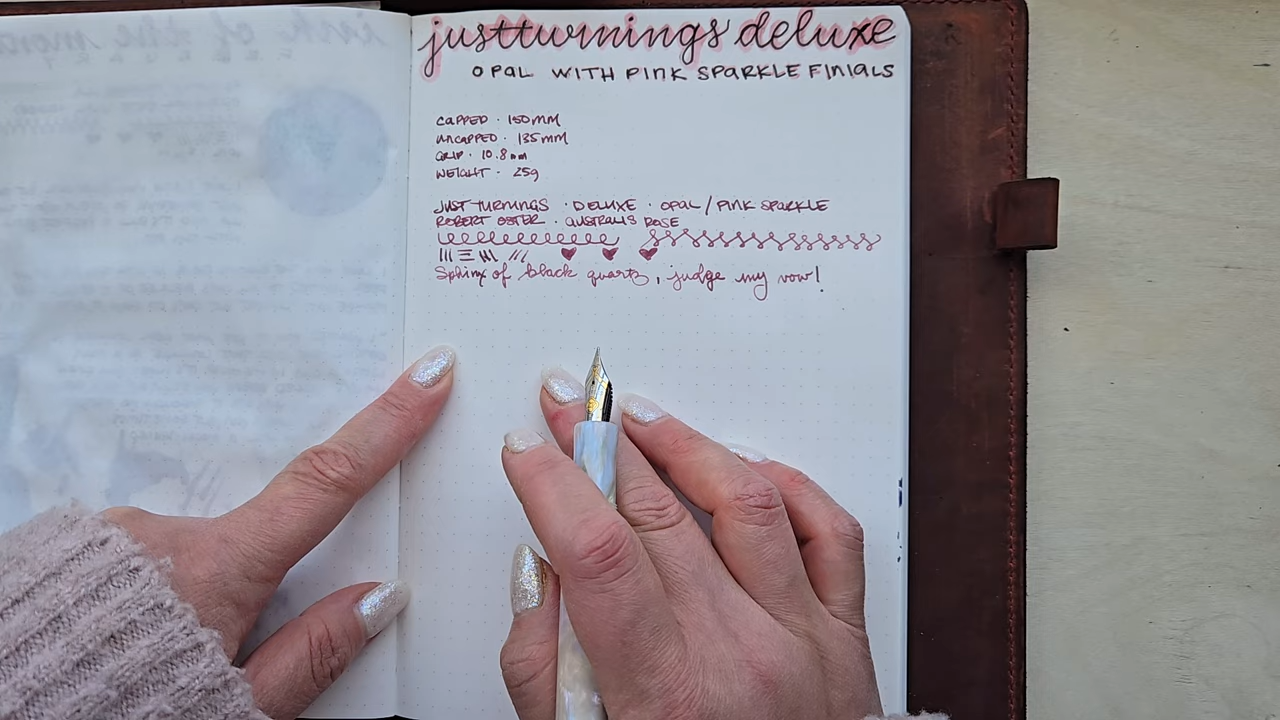 justturnings deluxe
OPAL WITH PINK SPARKLE FINIALS
CAPPED · 150MM
UNCAPPED · 135MM
GRIP · 10.8mm
WEIGHT · 25g
JUST TURNINGS · DELUXE · OPAL / PINK SPARKLE
ROBERT OSTER · AUSTRALIS ROSE
Sphinx of black quartz, judge my vow!